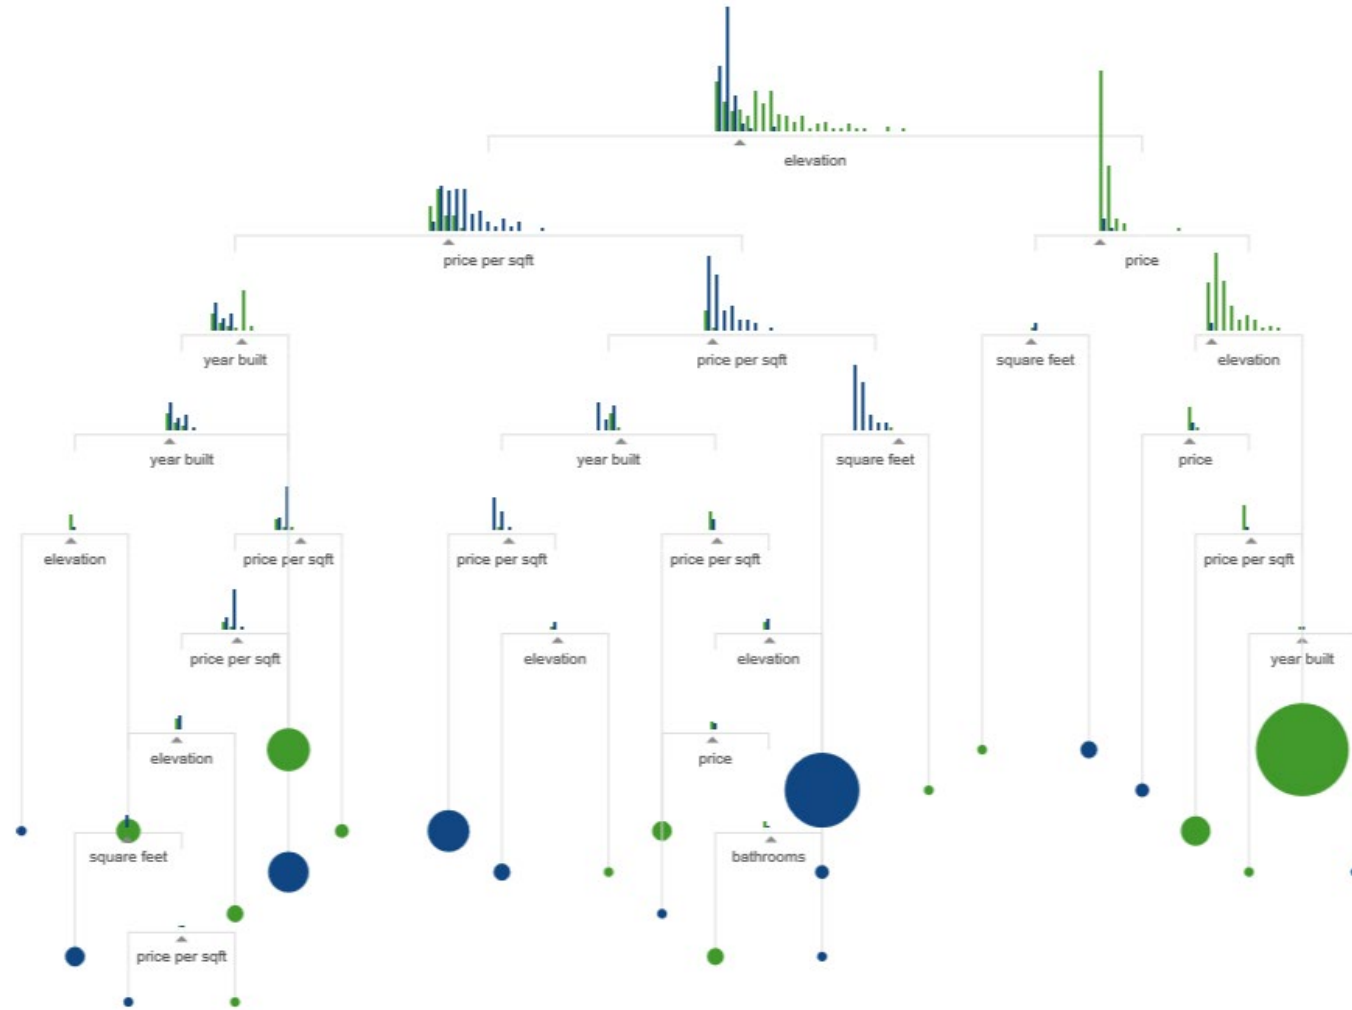 elevation
price per sqft
price
year built
price per sqft
square feet
elevation
year built
year built
square feet
price
elevation
price per sqft
price per sqft
price per sqft
price per sqft
price per sqft
elevation
elevation
year built
elevation
price
square feet
bathrooms
price per sqft